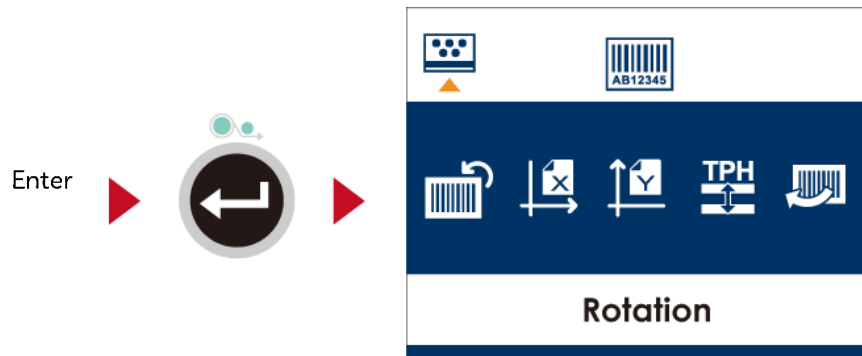 AB12345
Enter
X
Y
TPH
Rotation